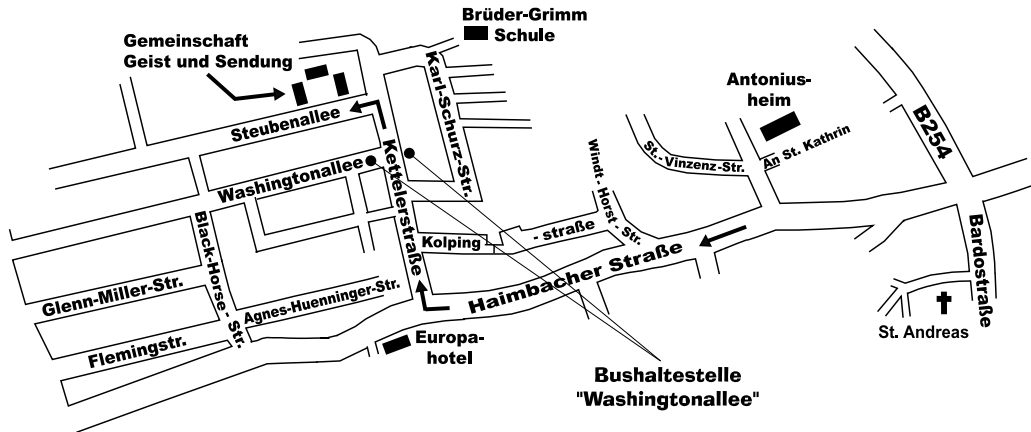 Brüder-Grimm
Schule
Gemeinschaft
Geist und Sendung
Karl-Schurz-Str.
Antonius-
heim
B254
Steubenallee
Kettelerstraße
An St. Kathrin
St.-Vinzenz-Str.
Windt-Horst-Str.
Washingtonallee
Black-Horse-Str.
Kolping
-straße
Bardostraße
Haimbacher Straße
Glenn-Miller-Str.
Agnes-Huenninger-Str.
Flemingstr.
Europa-
hotel
St. Andreas
Bushaltestelle
"Washingtonallee"